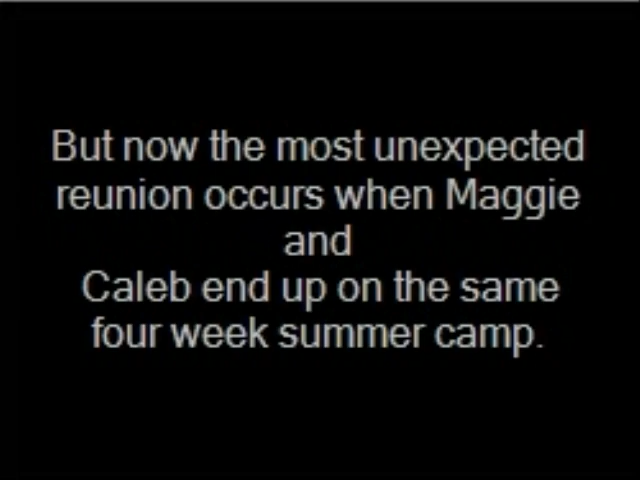 But now the most unexpected
reunion occurs when Maggie
and
Caleb end up on the same
four week summer camp.